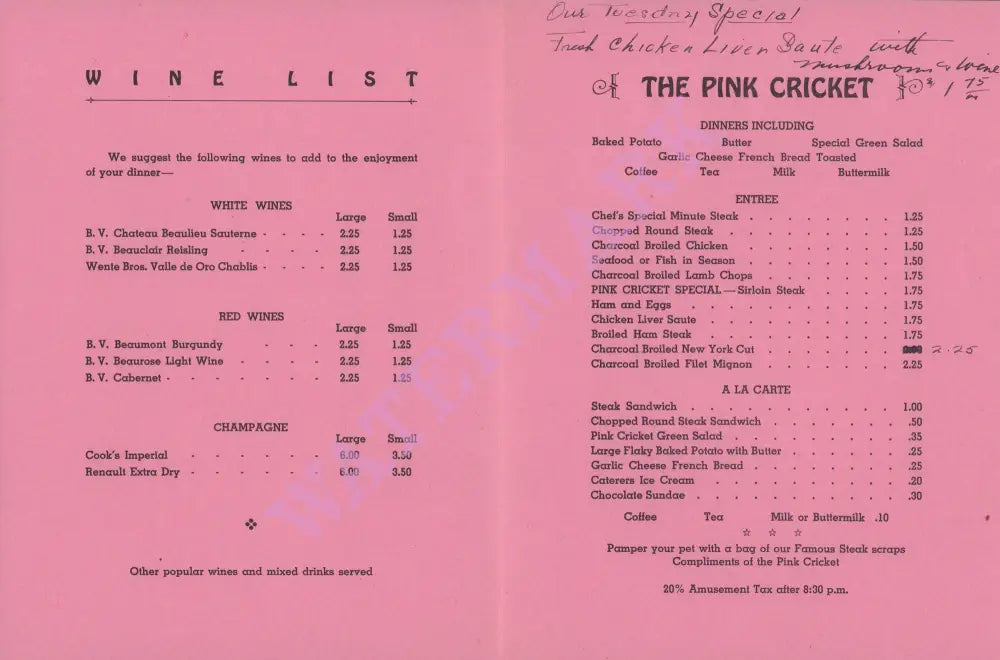 WINE LIST
We suggest the following wines to add to the enjoyment
of your dinner—
WHITE WINES
Large Small
B. V. Chateau Beaulieu Sauterne - - - - 2.25 1.25
B. V. Beauclair Reisling - - - - 2.25 1.25
Wente Bros. Valle de Oro Chablis - - - - 2.25 1.25
RED WINES
Large Small
B. V. Beaumont Burgundy - - - 2.25 1.25
B. V. Beaurose Light Wine - - - - 2.25 1.25
B. V. Cabernet - - - - - - - 2.25 1.25
CHAMPAGNE
Large Small
Cook's Imperial - - - - - - 6.00 3.50
Renault Extra Dry - - - - - - 6.00 3.50
Other popular wines and mixed drinks served
Our Tuesday Special
Fresh Chicken Liver Saute with
mushrooms & Wine
$1 75
THE PINK CRICKET
DINNERS INCLUDING
Baked Potato Butter Special Green Salad
Garlic Cheese French Bread Toasted
Coffee Tea Milk Buttermilk
ENTREE
Chef's Special Minute Steak . . . . . . . . 1.25
Chopped Round Steak . . . . . . . . . 1.25
Charcoal Broiled Chicken . . . . . . . . 1.50
Seafood or Fish in Season . . . . . . . . 1.50
Charcoal Broiled Lamb Chops . . . . . . . 1.75
PINK CRICKET SPECIAL—Sirloin Steak . . . . 1.75
Ham and Eggs . . . . . . . . . . 1.75
Chicken Liver Saute . . . . . . . . . 1.75
Broiled Ham Steak . . . . . . . . . . 1.75
Charcoal Broiled New York Cut . . . . . . . 2.25
Charcoal Broiled Filet Mignon . . . . . . . 2.25
A LA CARTE
Steak Sandwich . . . . . . . . . . . 1.00
Chopped Round Steak Sandwich . . . . . . . .50
Pink Cricket Green Salad . . . . . . . . .35
Large Flaky Baked Potato with Butter . . . . . . .25
Garlic Cheese French Bread . . . . . . . .25
Caterers Ice Cream . . . . . . . . . .20
Chocolate Sundae . . . . . . . . . . .30
Coffee Tea Milk or Buttermilk .10
☆ ☆ ☆
Pamper your pet with a bag of our Famous Steak scraps
Compliments of the Pink Cricket
20% Amusement Tax after 8:30 p.m.
WATERMARK